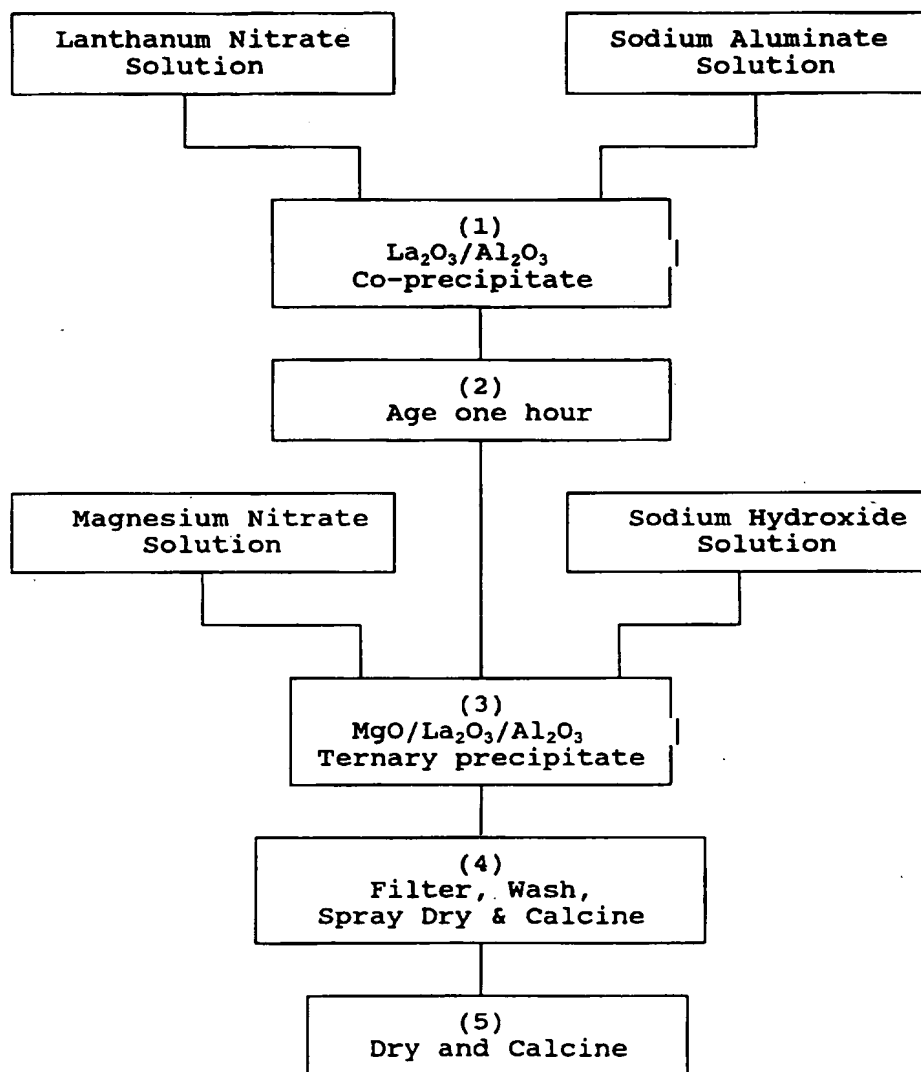 Lanthanum Nitrate
Solution
Sodium Aluminate
Solution
(1)
La₂O₃/Al₂O₃
Co-precipitate
(2)
Age one hour
Magnesium Nitrate
Solution
Sodium Hydroxide
Solution
(3)
MgO/La₂O₃/Al₂O₃
Ternary precipitate
(4)
Filter, Wash,
Spray Dry & Calcine
(5)
Dry and Calcine